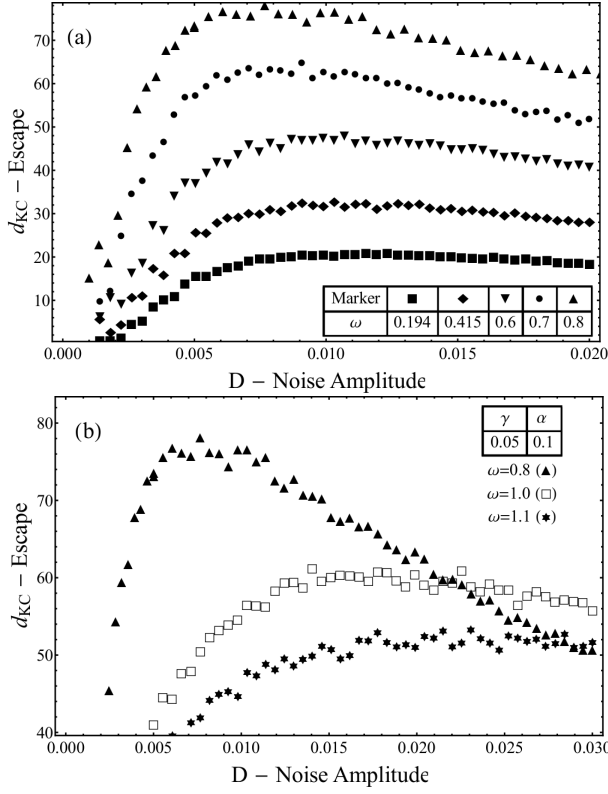 (a)
70
60
50
40
30
20
10
d_KC – Escape
Marker ■ ◆ ▼ ● ▲
ω 0.194 0.415 0.6 0.7 0.8
0.000 0.005 0.010 0.015 0.020
D – Noise Amplitude
(b)
80
70
60
50
40
d_KC – Escape
γ α
0.05 0.1
ω=0.8 (▲)
ω=1.0 (□)
ω=1.1 (✶)
0.000 0.005 0.010 0.015 0.020 0.025 0.030
D – Noise Amplitude